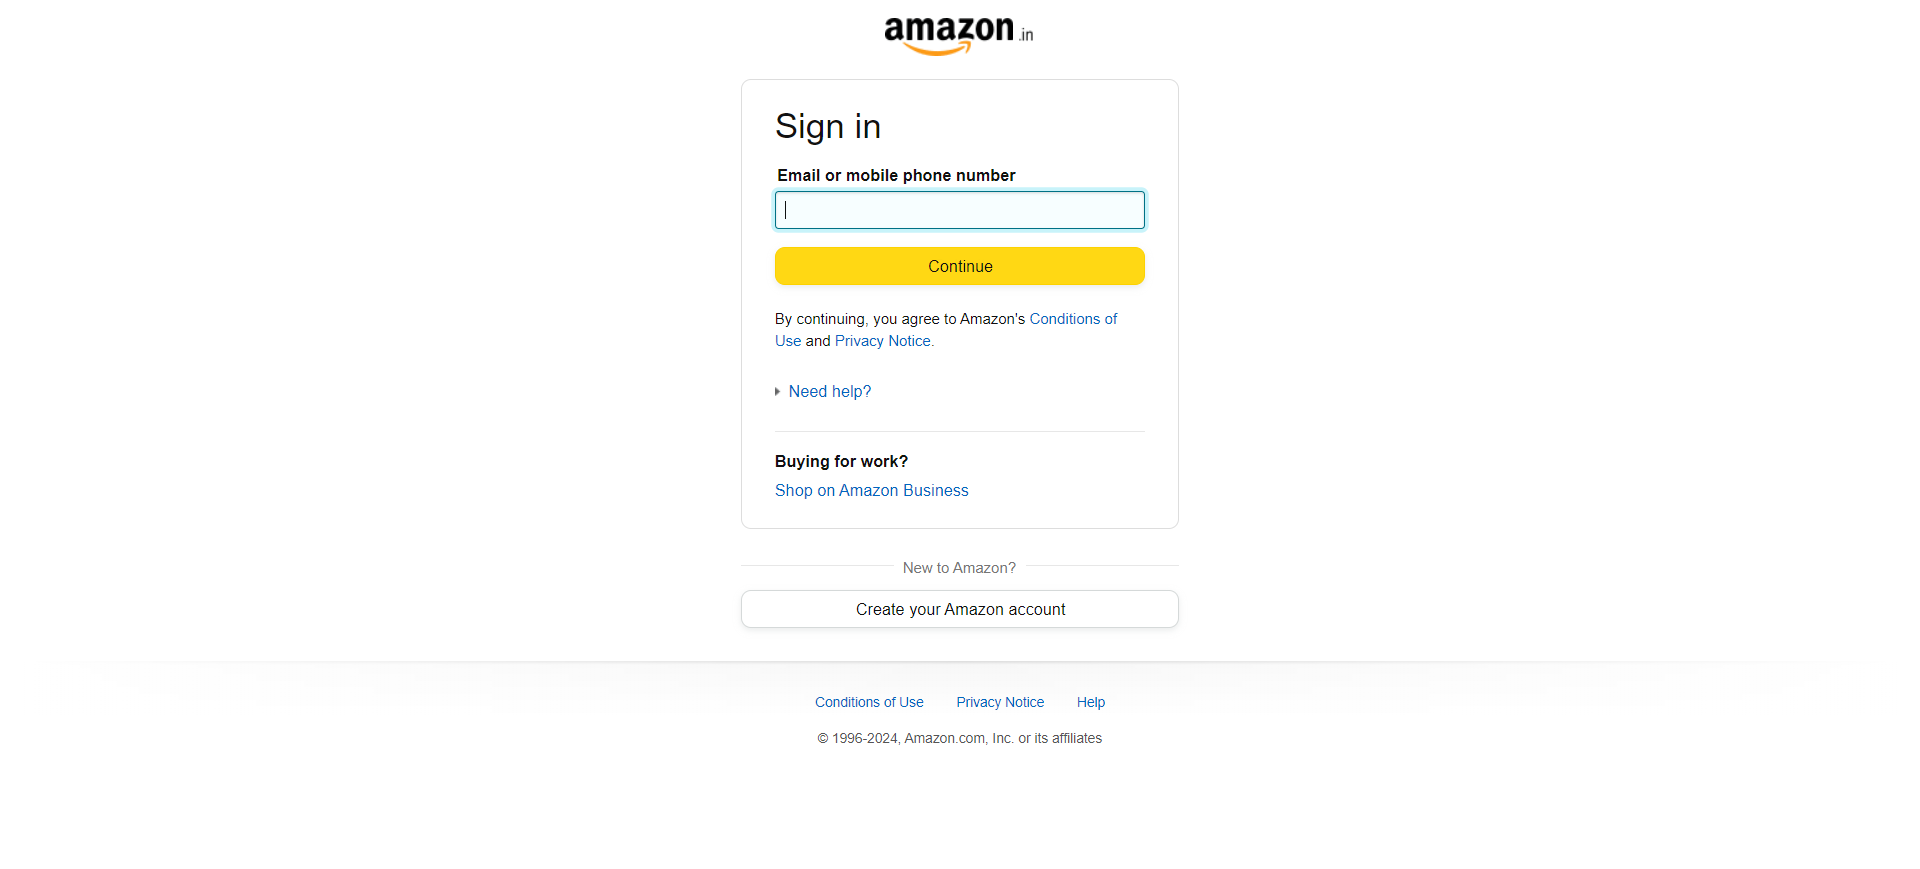 amazon.in
Sign in
Email or mobile phone number
Continue
By continuing, you agree to Amazon's Conditions of
Use and Privacy Notice.
Need help?
Buying for work?
Shop on Amazon Business
New to Amazon?
Create your Amazon account
Conditions of Use Privacy Notice Help
© 1996-2024, Amazon.com, Inc. or its affiliates